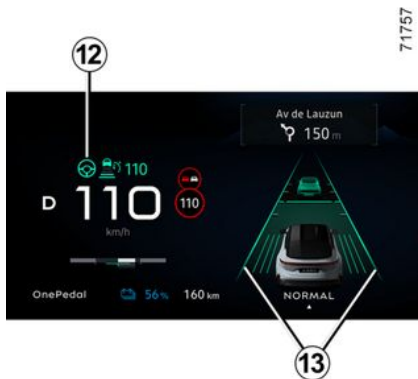 71757
12
Av de Lauzun
150 m
110
D
110
110
km/h
OnePedal
56%
160 km
NORMAL
13